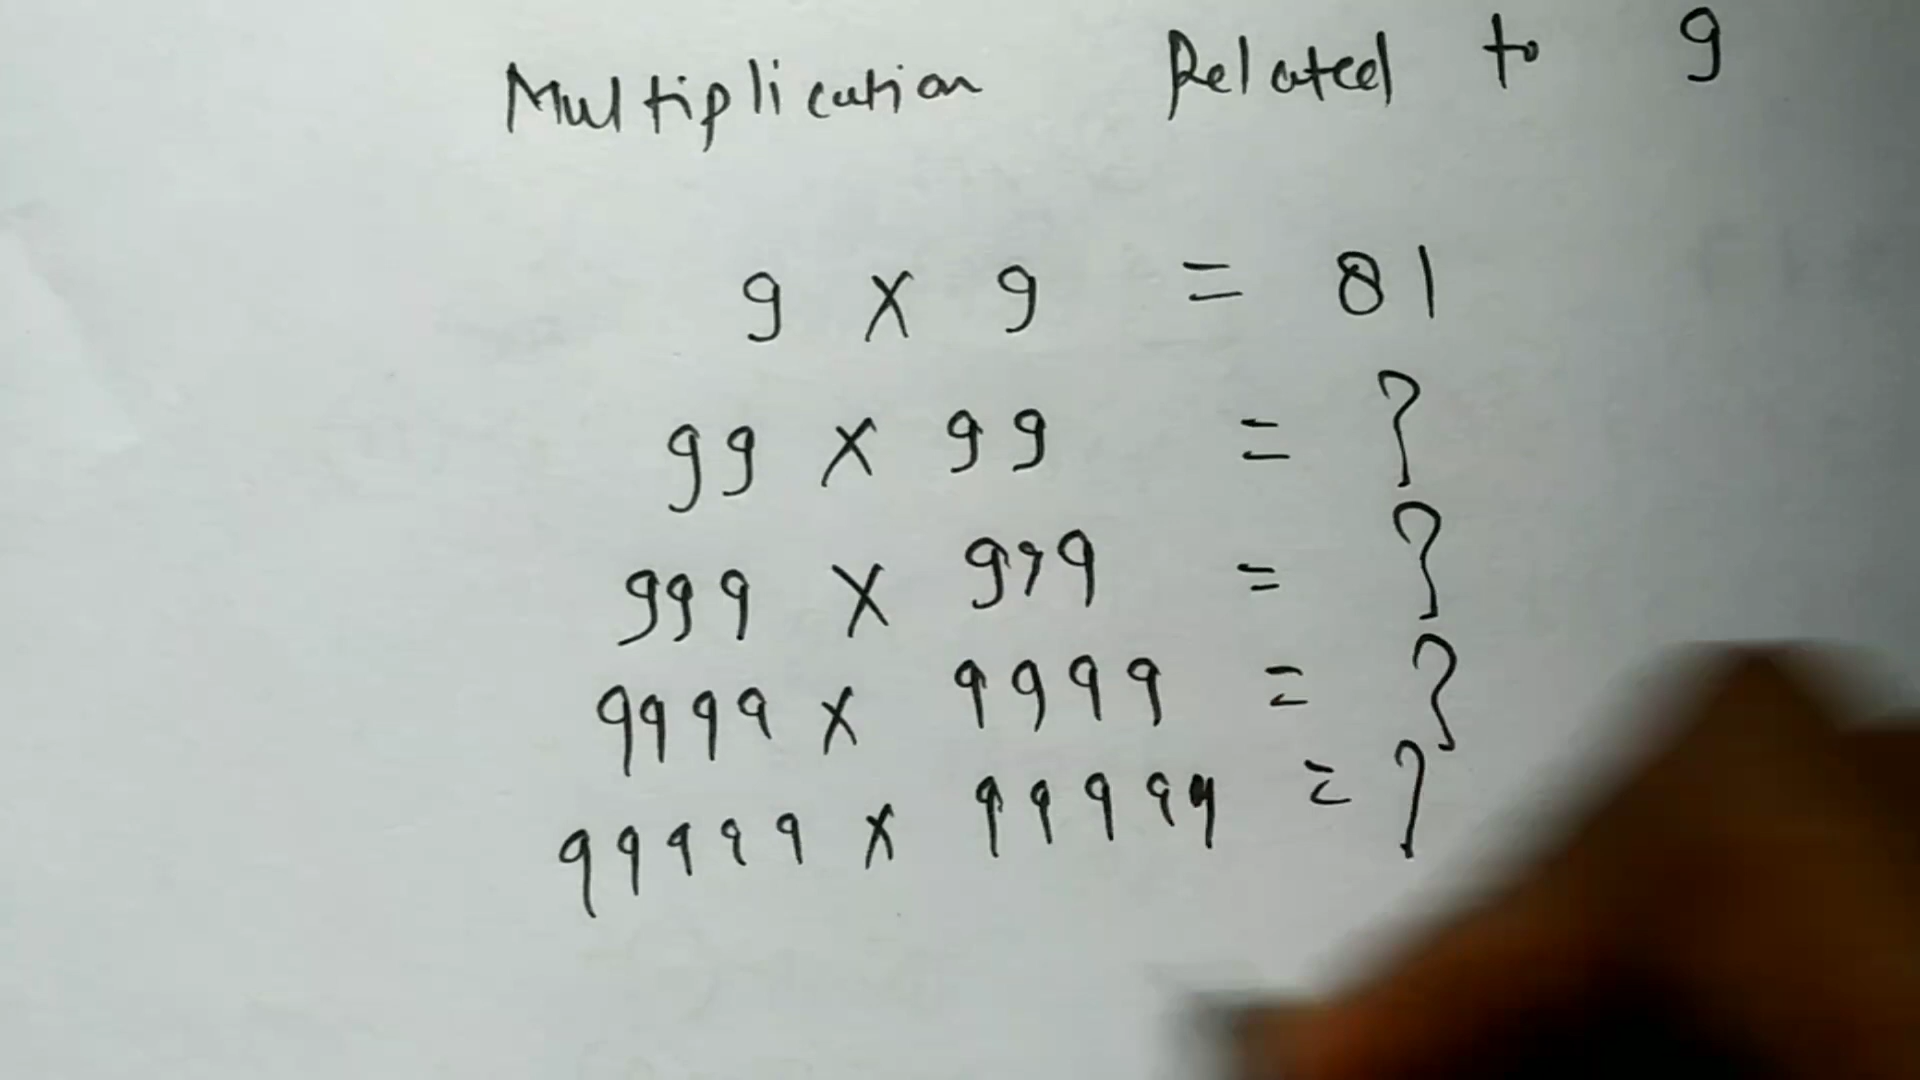 Multiplication Related to 9
9 X 9 = 81
99 X 99 = ?
999 X 999 = ?
9999 X 9999 = ?
99999 X 99999 = ?